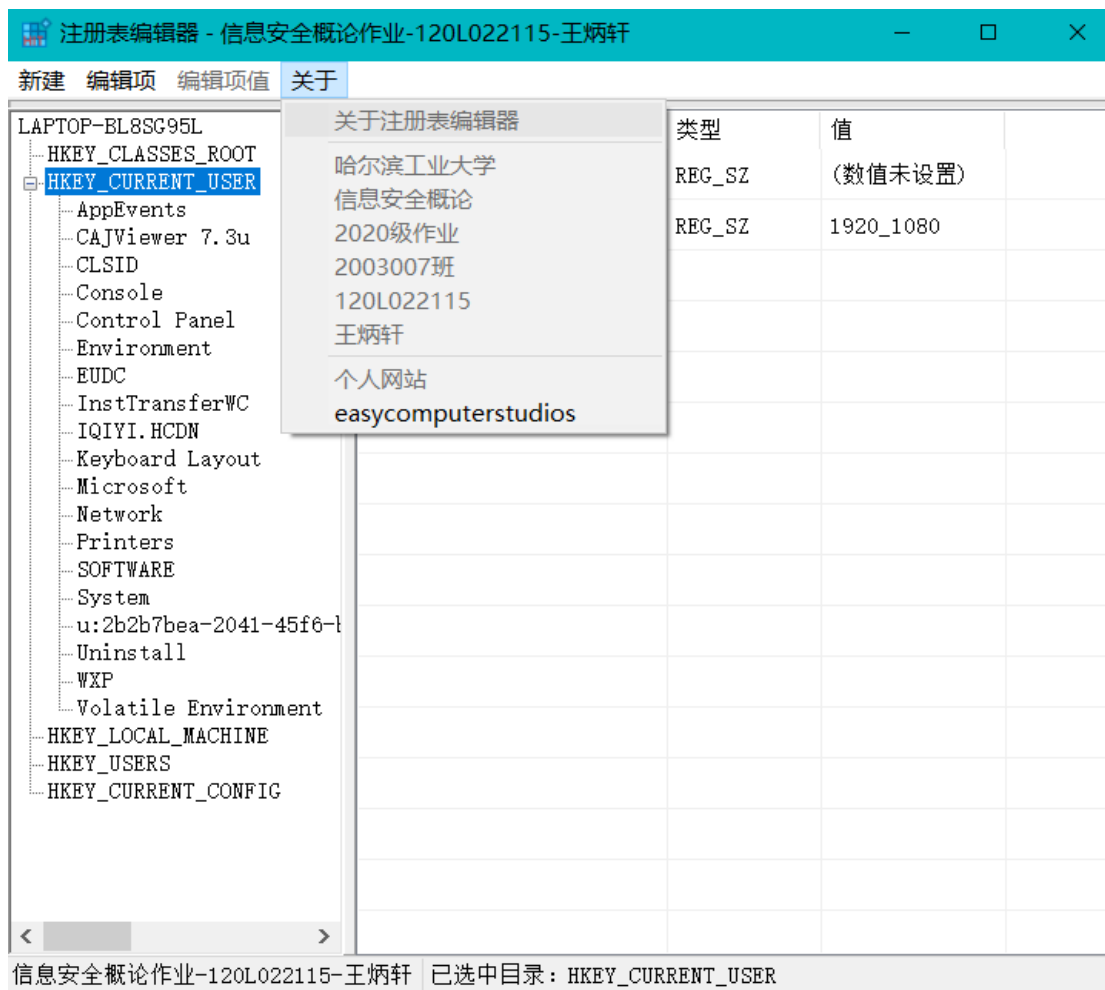 注册表编辑器 - 信息安全概论作业-120L022115-王炳轩
新建 编辑项 编辑项值 关于
关于注册表编辑器
哈尔滨工业大学
信息安全概论
2020级作业
2003007班
120L022115
王炳轩
个人网站
easycomputerstudios
LAPTOP-BL8SG95L
HKEY_CLASSES_ROOT
HKEY_CURRENT_USER
AppEvents
CAJViewer 7.3u
CLSID
Console
Control Panel
Environment
EUDC
InstTransferWC
IQIYI.HCDN
Keyboard Layout
Microsoft
Network
Printers
SOFTWARE
System
u:2b2b7bea-2041-45f6-
Uninstall
WXP
Volatile Environment
HKEY_LOCAL_MACHINE
HKEY_USERS
HKEY_CURRENT_CONFIG
类型 值
REG_SZ (数值未设置)
REG_SZ 1920_1080
信息安全概论作业-120L022115-王炳轩 已选中目录: HKEY_CURRENT_USER